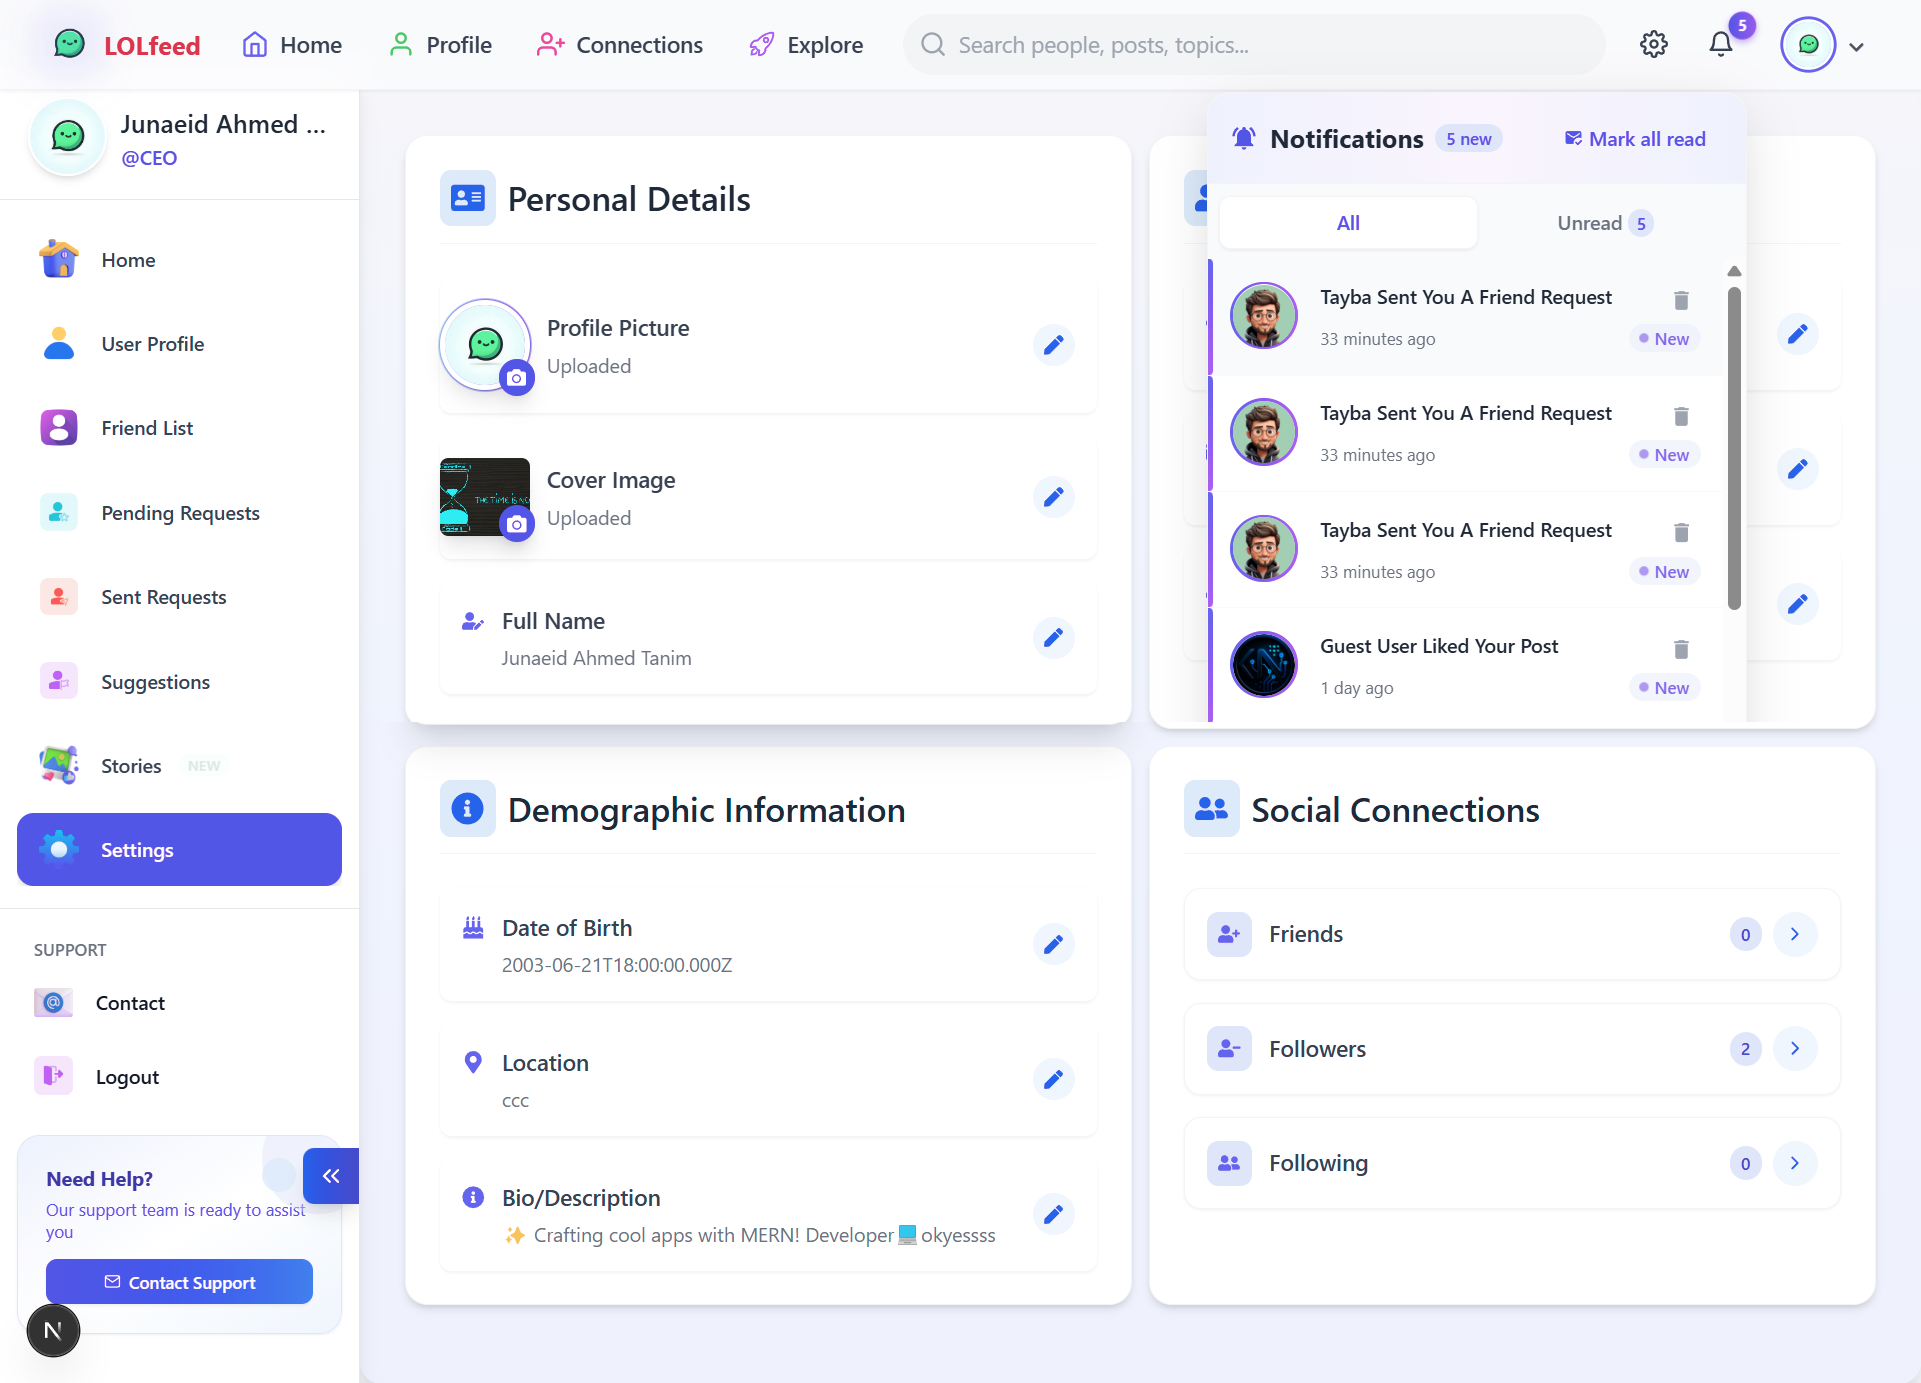 LOLfeed
Home
Profile
Connections
Explore
Search people, posts, topics...
5
Junaeid Ahmed ...
@CEO
Home
User Profile
Friend List
Pending Requests
Sent Requests
Suggestions
Stories NEW
Settings
SUPPORT
Contact
Logout
Need Help?
Our support team is ready to assist
you
Contact Support
N
Personal Details
Profile Picture
Uploaded
Cover Image
Uploaded
THE TIME IS
Full Name
Junaeid Ahmed Tanim
Notifications 5 new
Mark all read
All
Unread 5
Tayba Sent You A Friend Request
33 minutes ago
New
Tayba Sent You A Friend Request
33 minutes ago
New
Tayba Sent You A Friend Request
33 minutes ago
New
Guest User Liked Your Post
1 day ago
New
Demographic Information
Date of Birth
2003-06-21T18:00:00.000Z
Location
ccc
Bio/Description
✨ Crafting cool apps with MERN! Developer💻okyessss
Social Connections
Friends
0
Followers
2
Following
0